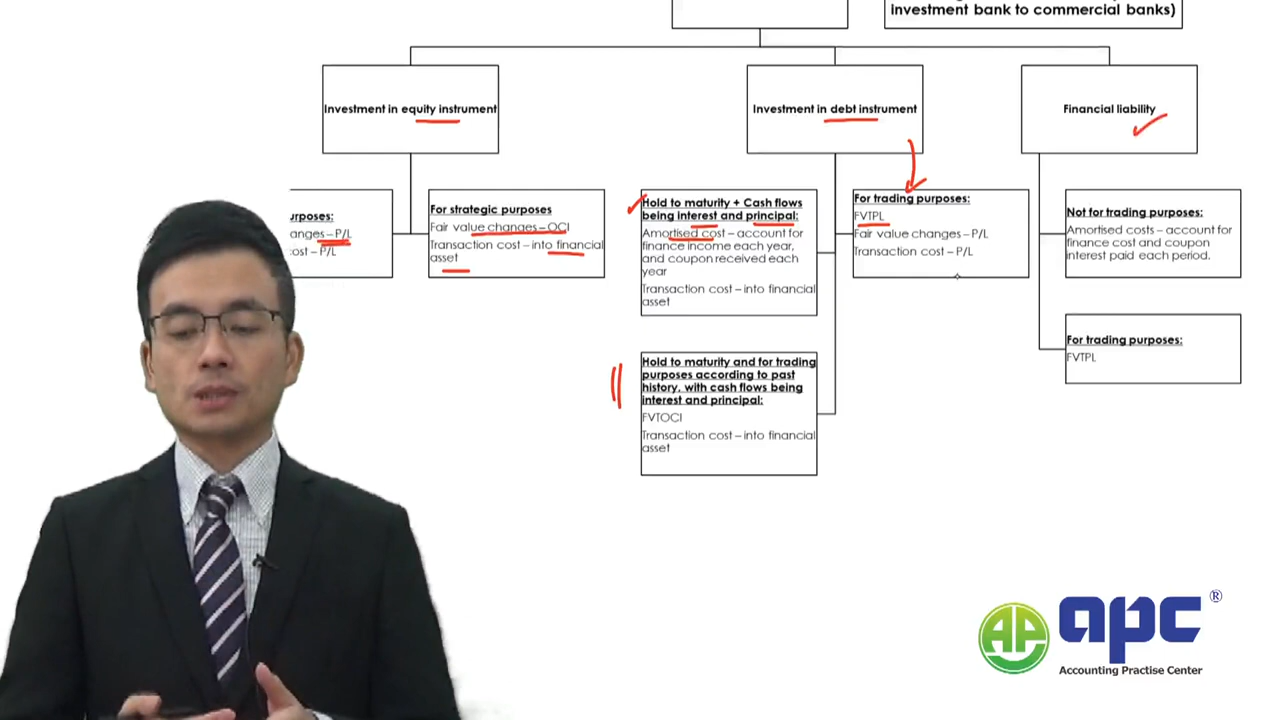 investment bank to commercial banks)
Investment in equity instrument
Investment in debt instrument
Financial liability
urposes:
anges – P/L
cost – P/L
For strategic purposes
Fair value changes – OCI
Transaction cost – into financial
asset
Hold to maturity + Cash flows
being interest and principal:
Amortised cost – account for
finance income each year,
and coupon received each
year
Transaction cost – into financial
asset
For trading purposes:
FVTPL
Fair value changes – P/L
Transaction cost – P/L
Not for trading purposes:
Amortised costs – account for
finance cost and coupon
interest paid each period.
Hold to maturity and for trading
purposes according to past
history, with cash flows being
interest and principal:
FVTOCI
Transaction cost – into financial
asset
For trading purposes:
FVTPL
AP
apc ®
Accounting Practise Center